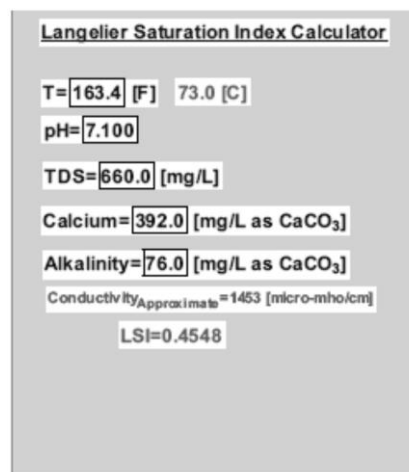 Langelier Saturation Index Calculator
T=163.4 [F] 73.0 [C]
pH=7.100
TDS=660.0 [mg/L]
Calcium=392.0 [mg/L as CaCO₃]
Alkalinity=76.0 [mg/L as CaCO₃]
Conductivity_Approximate=1453 [micro-mho/cm]
LSI=0.4548